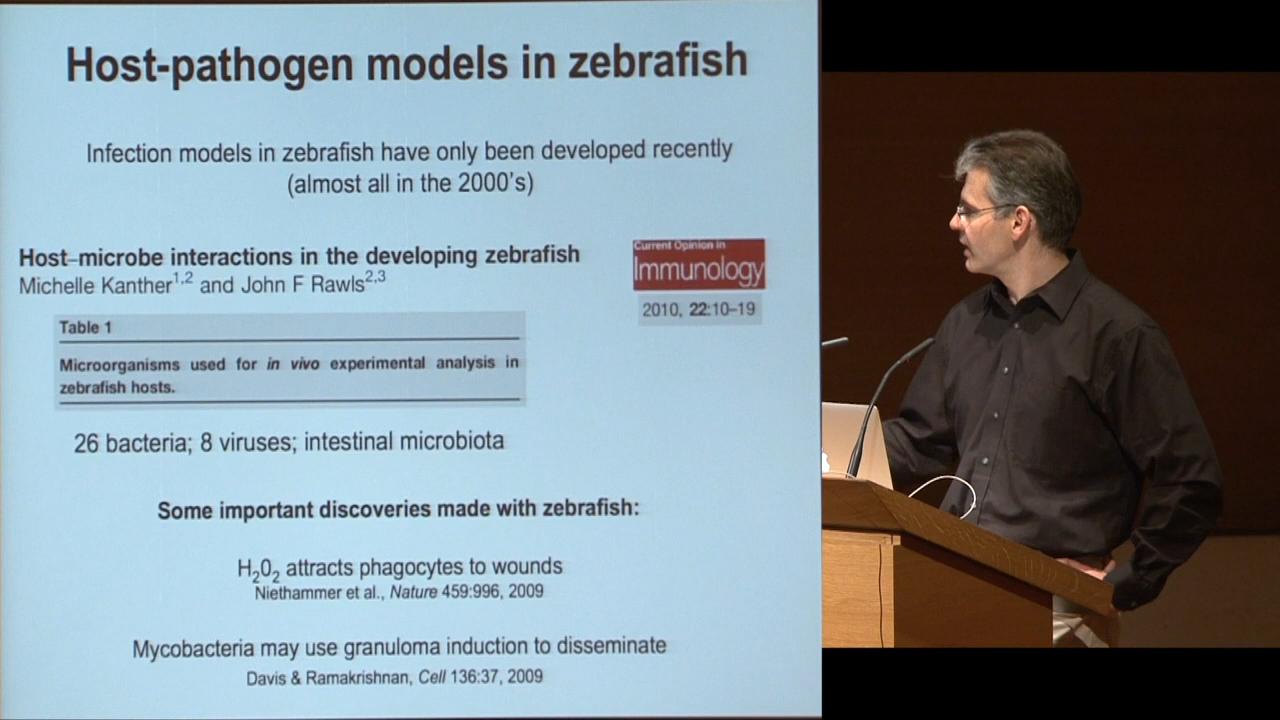 Host-pathogen models in zebrafish
Infection models in zebrafish have only been developed recently
(almost all in the 2000's)
Host–microbe interactions in the developing zebrafish
Michelle Kanther1,2 and John F Rawls2,3
Current Opinion in
Immunology
2010, 22:10–19
Table 1
Microorganisms used for in vivo experimental analysis in
zebrafish hosts.
26 bacteria; 8 viruses; intestinal microbiota
Some important discoveries made with zebrafish:
H202 attracts phagocytes to wounds
Niethammer et al., Nature 459:996, 2009
Mycobacteria may use granuloma induction to disseminate
Davis & Ramakrishnan, Cell 136:37, 2009